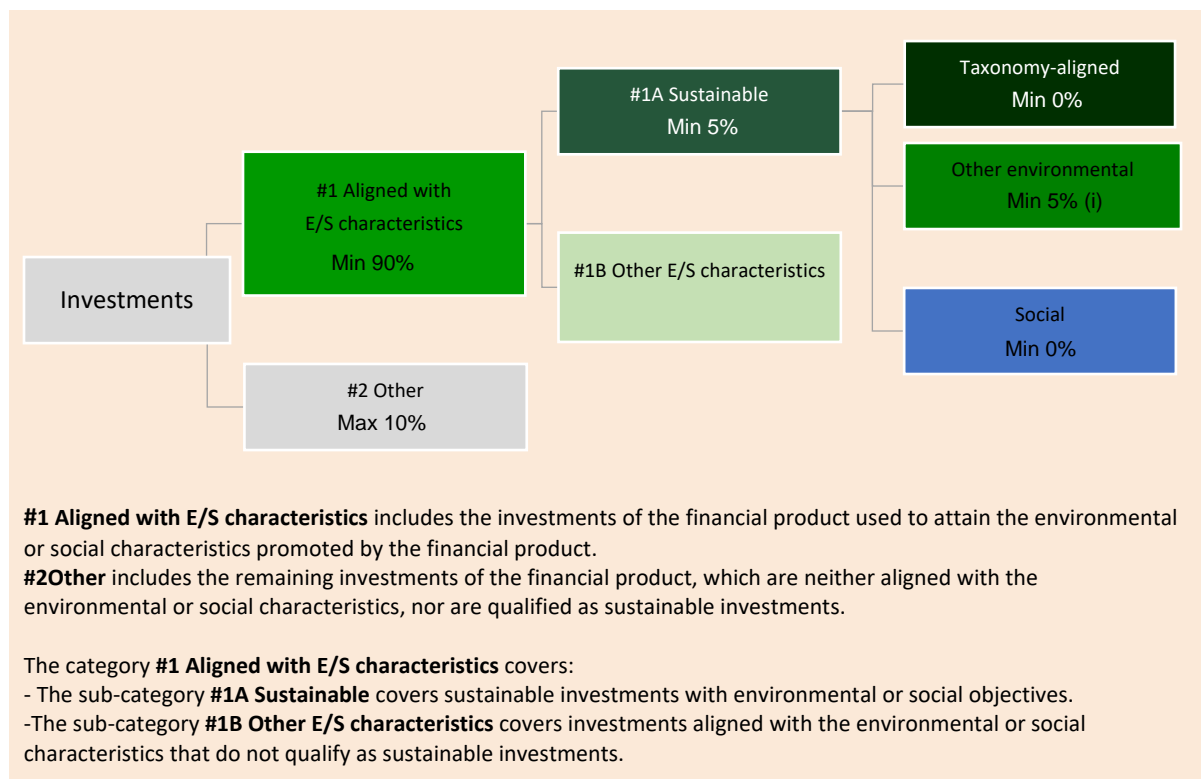 Investments
#1 Aligned with
E/S characteristics
Min 90%
#2 Other
Max 10%
#1A Sustainable
Min 5%
#1B Other E/S characteristics
Taxonomy-aligned
Min 0%
Other environmental
Min 5% (i)
Social
Min 0%
#1 Aligned with E/S characteristics includes the investments of the financial product used to attain the environmental
or social characteristics promoted by the financial product.
#2Other includes the remaining investments of the financial product, which are neither aligned with the
environmental or social characteristics, nor are qualified as sustainable investments.
The category #1 Aligned with E/S characteristics covers:
- The sub-category #1A Sustainable covers sustainable investments with environmental or social objectives.
-The sub-category #1B Other E/S characteristics covers investments aligned with the environmental or social
characteristics that do not qualify as sustainable investments.